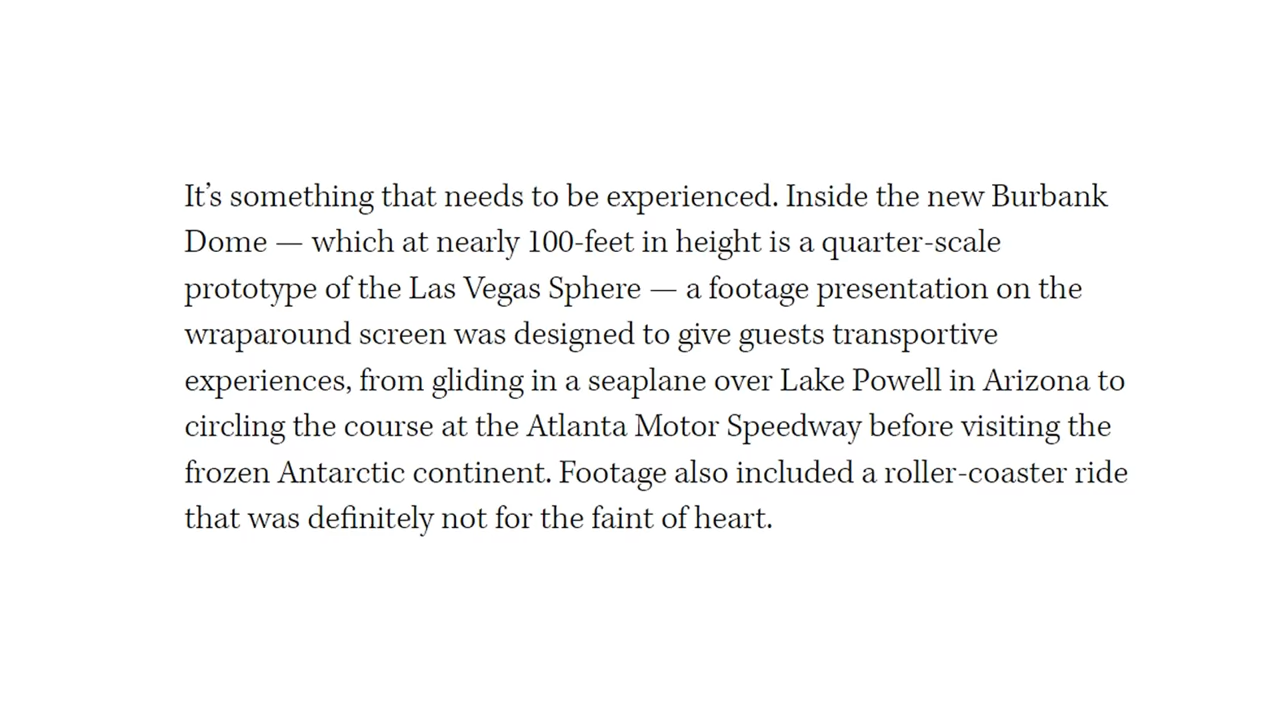 It’s something that needs to be experienced. Inside the new Burbank
Dome — which at nearly 100-feet in height is a quarter-scale
prototype of the Las Vegas Sphere — a footage presentation on the
wraparound screen was designed to give guests transportive
experiences, from gliding in a seaplane over Lake Powell in Arizona to
circling the course at the Atlanta Motor Speedway before visiting the
frozen Antarctic continent. Footage also included a roller-coaster ride
that was definitely not for the faint of heart.